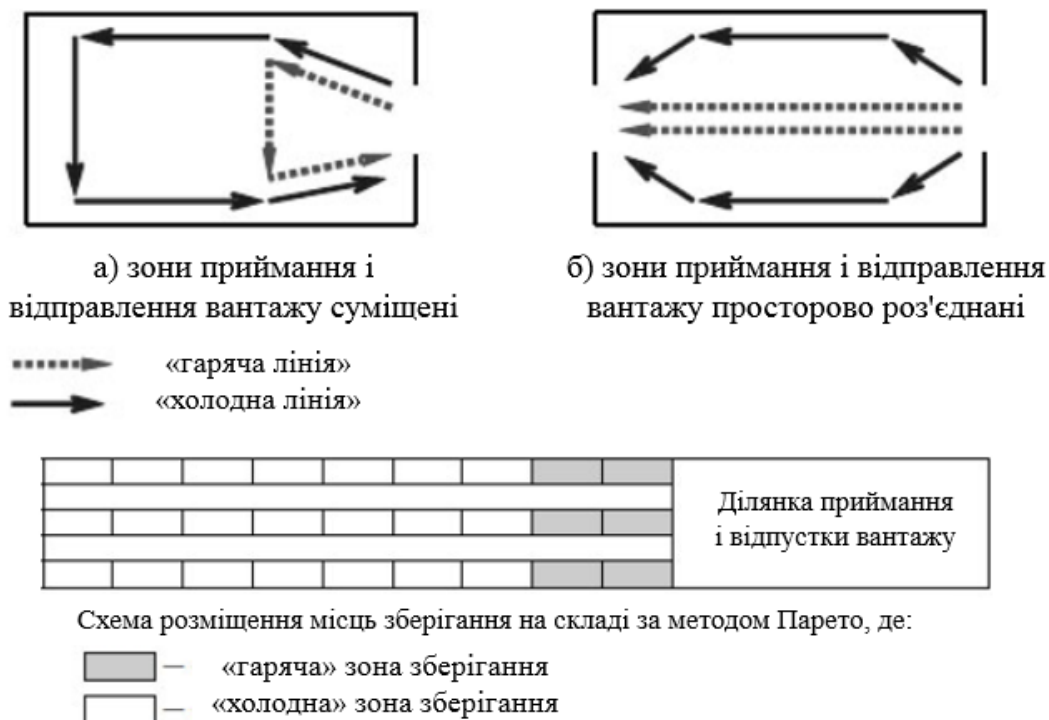 а) зони приймання і
відправлення вантажу суміщені
б) зони приймання і відправлення
вантажу просторово роз'єднані
«гаряча лінія»
«холодна лінія»
Ділянка приймання
і відпустки вантажу
Схема розміщення місць зберігання на складі за методом Парето, де:
– «гаряча» зона зберігання
– «холодна» зона зберігання